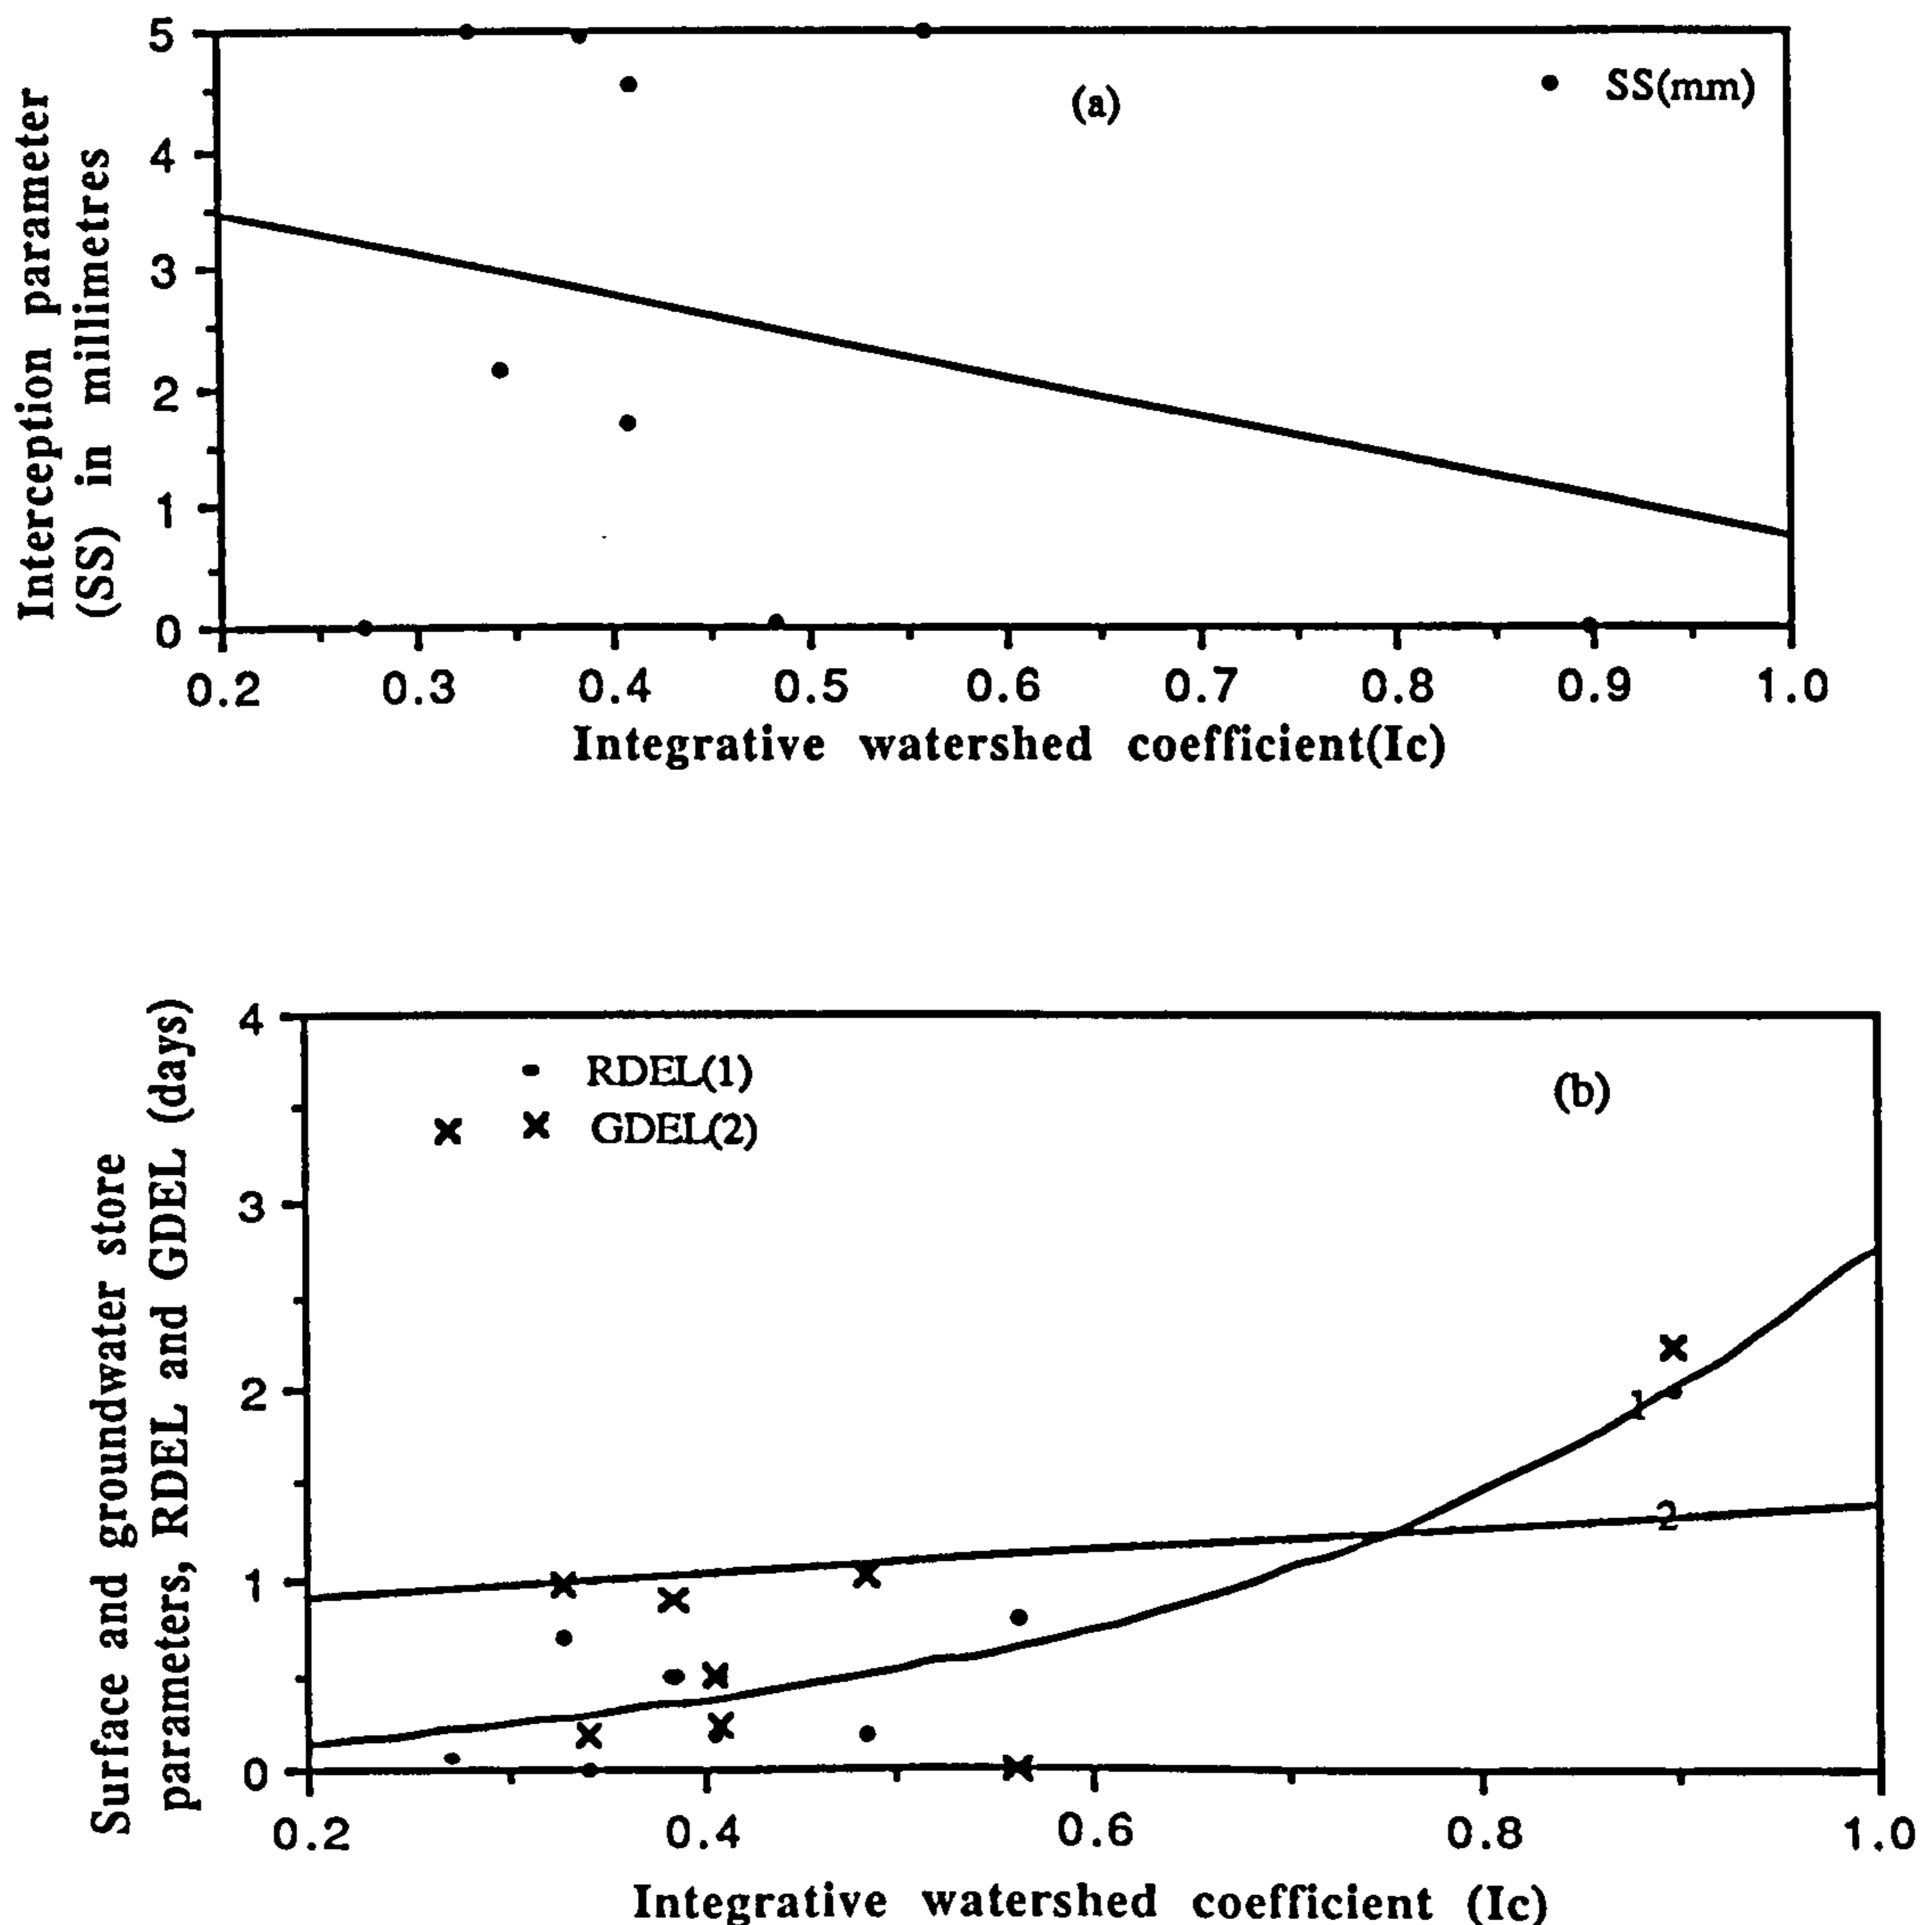 Interception parameter
(SS) in millimetres
5
4
3
2
1
0
(a)
SS(mm)
0.2 0.3 0.4 0.5 0.6 0.7 0.8 0.9 1.0
Integrative watershed coefficient(Ic)
Surface and groundwater store
parameters, RDEL and GDEL (days)
4
3
2
1
0
RDEL(1)
GDEL(2)
(b)
1
2
0.2 0.4 0.6 0.8 1.0
Integrative watershed coefficient (Ic)